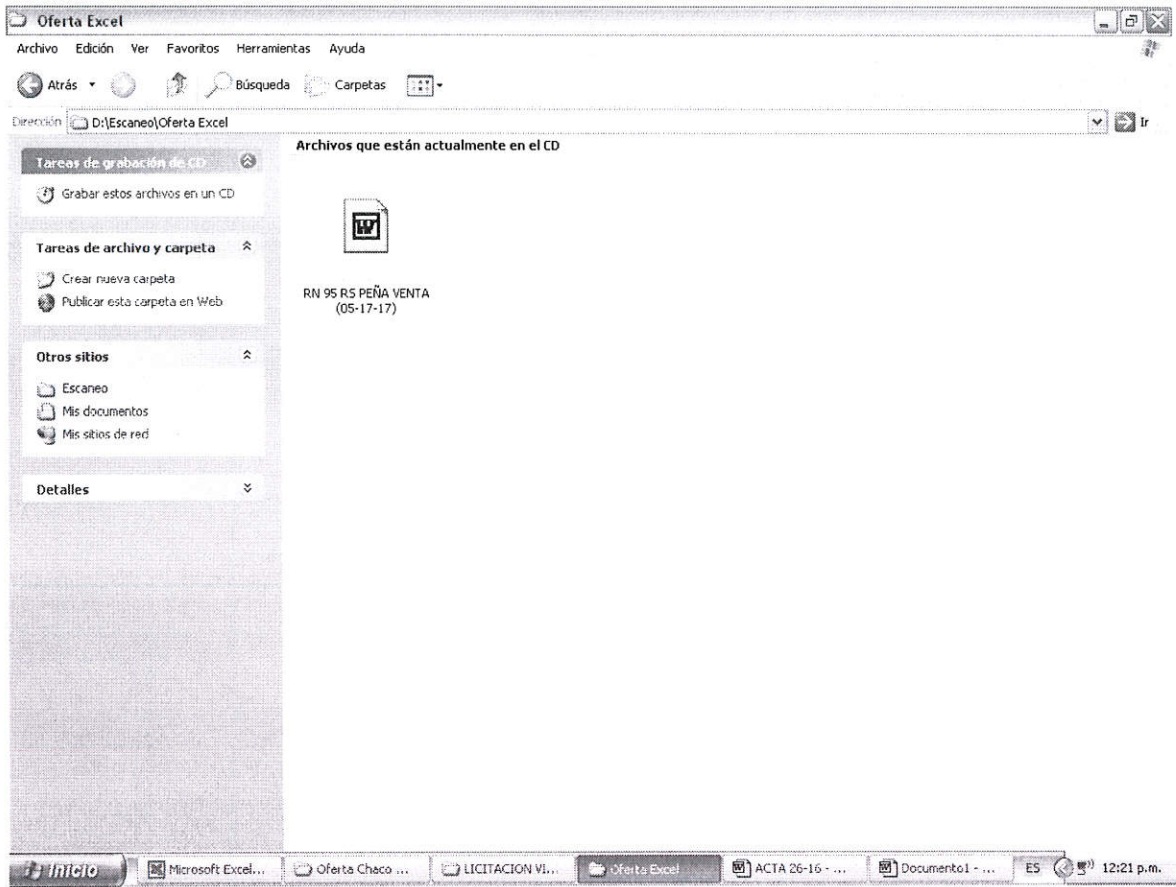 Oferta Excel
Archivo Edición Ver Favoritos Herramientas Ayuda
Atrás Búsqueda Carpetas
Dirección D:\Escaneo\Oferta Excel Ir
Tareas de grabación de CD
Grabar estos archivos en un CD
Tareas de archivo y carpeta
Crear nueva carpeta
Publicar esta carpeta en Web
Otros sitios
Escaneo
Mis documentos
Mis sitios de red
Detalles
Archivos que están actualmente en el CD
RN 95 RS PEÑA VENTA
(05-17-17)
Inicio Microsoft Excel... Oferta Chaco ... LICITACION VI... Oferta Excel ACTA 26-16 - ... Documento1 - ... ES 12:21 p.m.